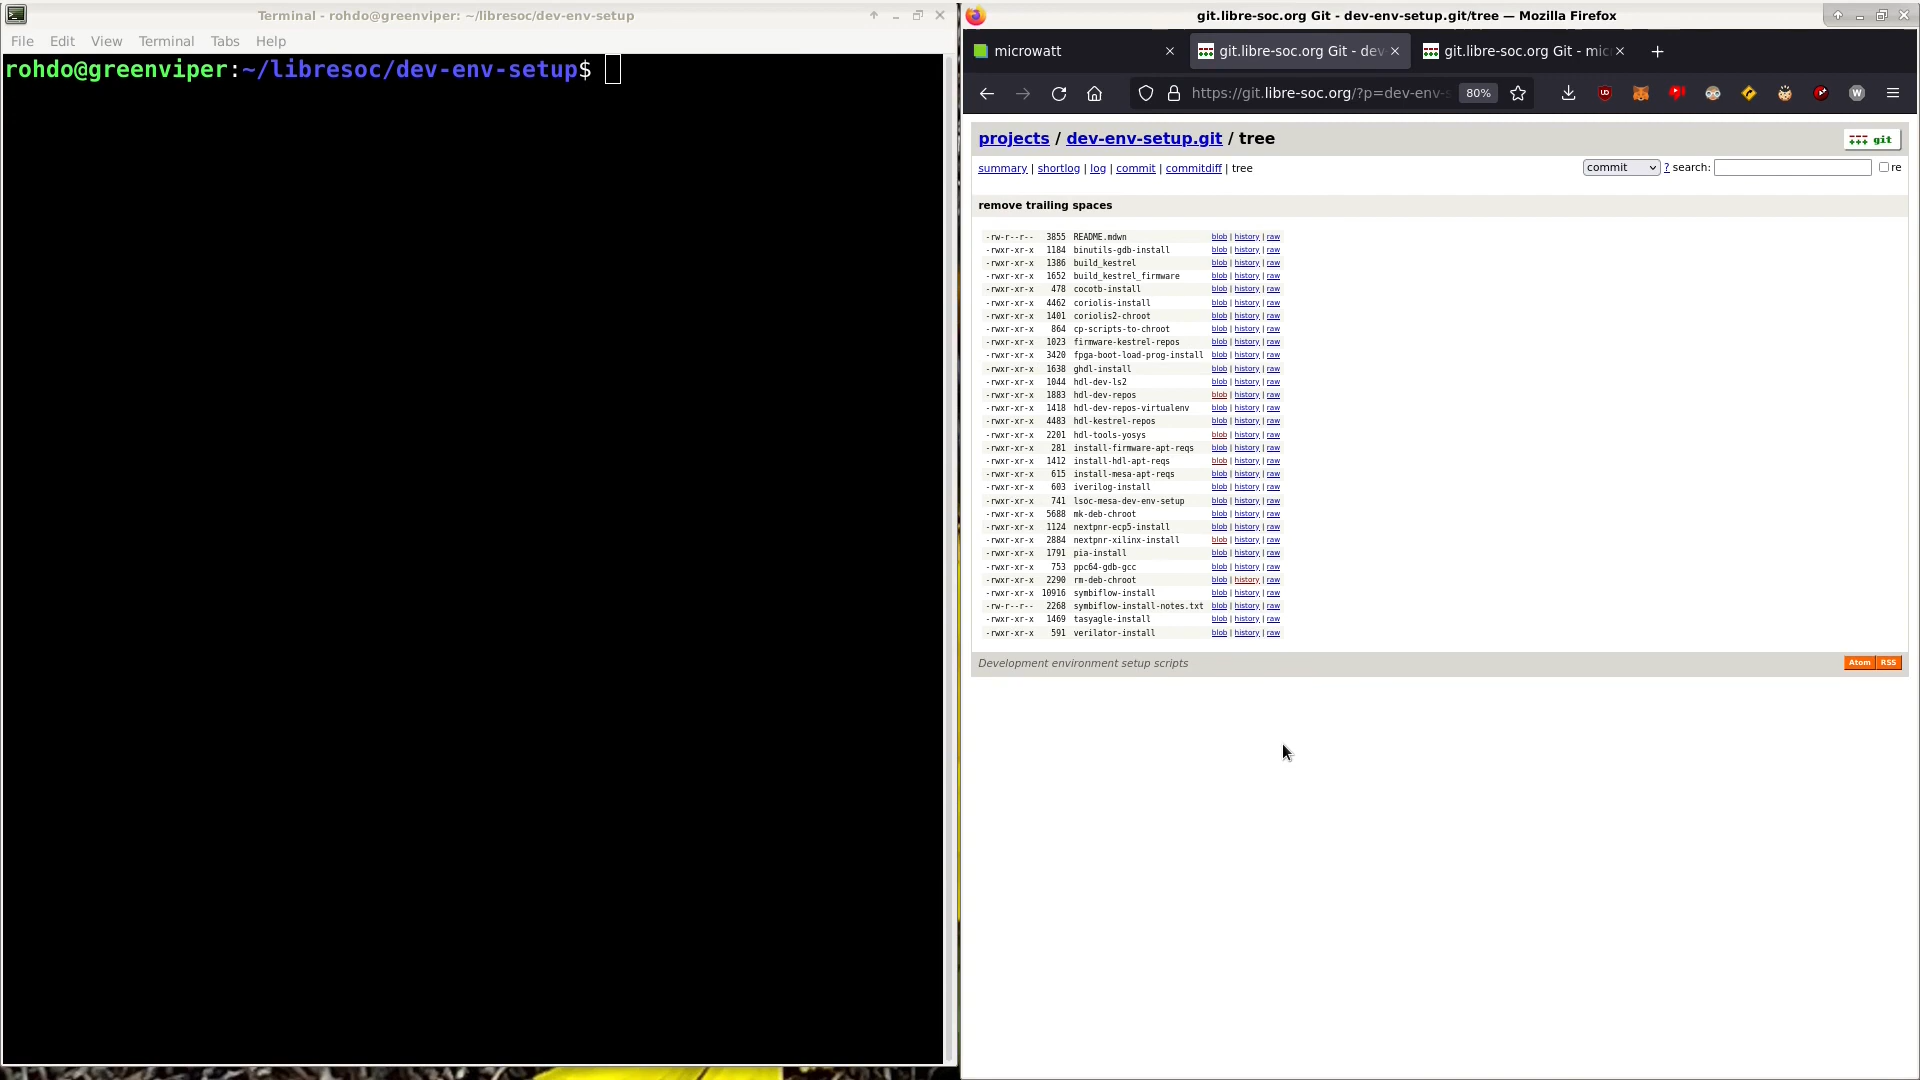 Terminal - rohdo@greenviper: ~/libresoc/dev-env-setup
File Edit View Terminal Tabs Help
rohdo@greenviper:~/libresoc/dev-env-setup$
git.libre-soc.org Git - dev-env-setup.git/tree — Mozilla Firefox
microwatt
git.libre-soc.org Git - dev
git.libre-soc.org Git - mic
https://git.libre-soc.org/?p=dev-env-s 80%
projects / dev-env-setup.git / tree
git
summary | shortlog | log | commit | commitdiff | tree
commit ? search: re
remove trailing spaces
-rw-r--r-- 3855 README.mdwn blob | history | raw
-rwxr-xr-x 1184 binutils-gdb-install blob | history | raw
-rwxr-xr-x 1386 build_kestrel blob | history | raw
-rwxr-xr-x 1652 build_kestrel_firmware blob | history | raw
-rwxr-xr-x 478 cocotb-install blob | history | raw
-rwxr-xr-x 4462 coriolis-install blob | history | raw
-rwxr-xr-x 1401 coriolis2-chroot blob | history | raw
-rwxr-xr-x 864 cp-scripts-to-chroot blob | history | raw
-rwxr-xr-x 1023 firmware-kestrel-repos blob | history | raw
-rwxr-xr-x 3420 fpga-boot-load-prog-install blob | history | raw
-rwxr-xr-x 1638 ghdl-install blob | history | raw
-rwxr-xr-x 1044 hdl-dev-ls2 blob | history | raw
-rwxr-xr-x 1883 hdl-dev-repos blob | history | raw
-rwxr-xr-x 1418 hdl-dev-repos-virtualenv blob | history | raw
-rwxr-xr-x 4483 hdl-kestrel-repos blob | history | raw
-rwxr-xr-x 2201 hdl-tools-yosys blob | history | raw
-rwxr-xr-x 281 install-firmware-apt-reqs blob | history | raw
-rwxr-xr-x 1412 install-hdl-apt-reqs blob | history | raw
-rwxr-xr-x 615 install-mesa-apt-reqs blob | history | raw
-rwxr-xr-x 603 iverilog-install blob | history | raw
-rwxr-xr-x 741 lsoc-mesa-dev-env-setup blob | history | raw
-rwxr-xr-x 5688 mk-deb-chroot blob | history | raw
-rwxr-xr-x 1124 nextpnr-ecp5-install blob | history | raw
-rwxr-xr-x 2884 nextpnr-xilinx-install blob | history | raw
-rwxr-xr-x 1791 pia-install blob | history | raw
-rwxr-xr-x 753 ppc64-gdb-gcc blob | history | raw
-rwxr-xr-x 2290 rm-deb-chroot blob | history | raw
-rwxr-xr-x 10916 symbiflow-install blob | history | raw
-rw-r--r-- 2268 symbiflow-install-notes.txt blob | history | raw
-rwxr-xr-x 1469 tasyagle-install blob | history | raw
-rwxr-xr-x 591 verilator-install blob | history | raw
Development environment setup scripts
Atom RSS